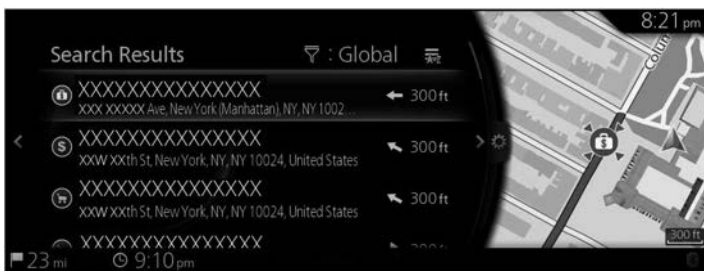 8:21 pm
Search Results : Global
XXXXXXXXXXXXXXX
XXX XXXXX Ave, New York (Manhattan), NY, NY 1002...
300 ft
XXXXXXXXXXXXXXX
XXW XXth St, New York, NY, NY 10024, United States
300 ft
XXXXXXXXXXXXXXX
XXW XXth St, New York, NY, NY 10024, United States
300 ft
XXXXXXXXXXXXXXX
300 ft
300 ft
23 mi 9:10 pm